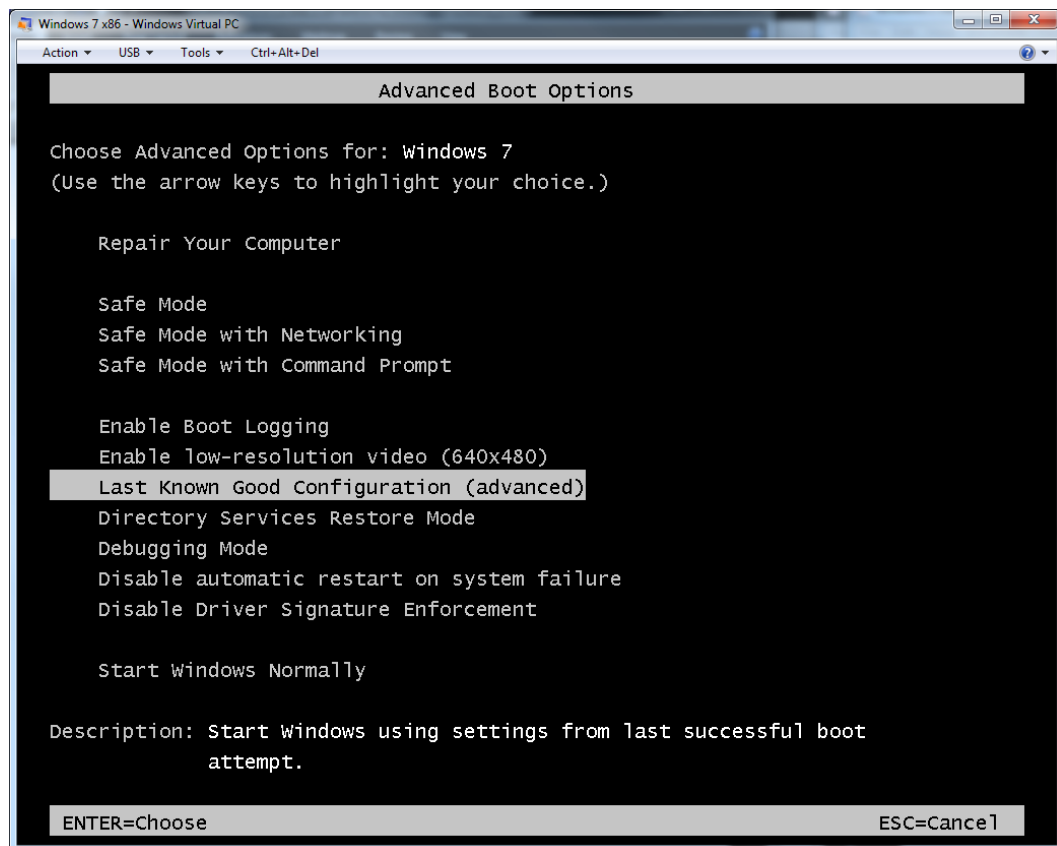 Windows 7 x86 - Windows Virtual PC
Action USB Tools Ctrl+Alt+Del
Advanced Boot Options
Choose Advanced Options for: Windows 7
(Use the arrow keys to highlight your choice.)
Repair Your Computer
Safe Mode
Safe Mode with Networking
Safe Mode with Command Prompt
Enable Boot Logging
Enable low-resolution video (640x480)
Last Known Good Configuration (advanced)
Directory Services Restore Mode
Debugging Mode
Disable automatic restart on system failure
Disable Driver Signature Enforcement
Start Windows Normally
Description: Start Windows using settings from last successful boot
attempt.
ENTER=Choose ESC=Cancel